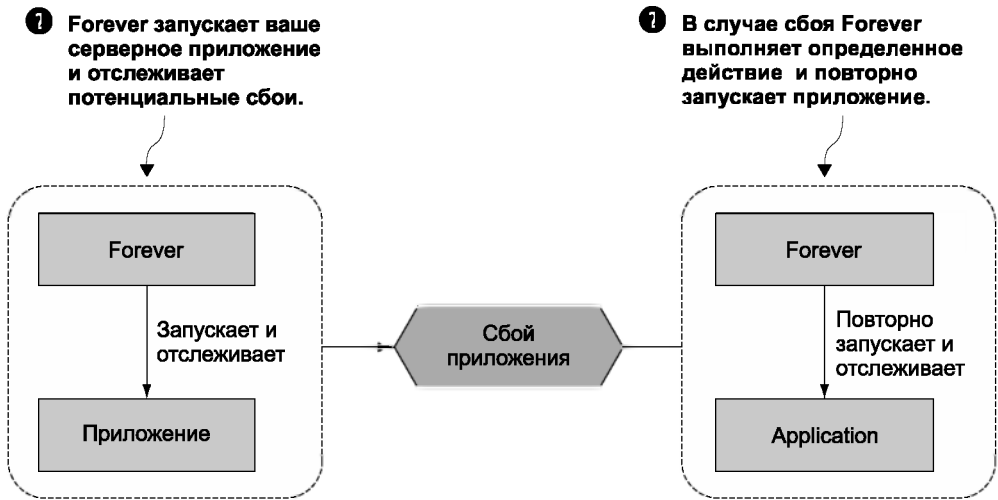 ? Forever запускает ваше
серверное приложение
и отслеживает
потенциальные сбои.
? В случае сбоя Forever
выполняет определенное
действие и повторно
запускает приложение.
Forever
Запускает и
отслеживает
Приложение
Сбой
приложения
Forever
Повторно
запускает и
отслеживает
Application